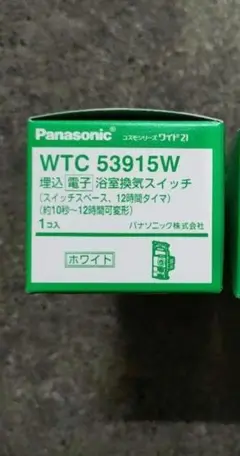 Panasonic コスモシリーズ ワイド21
WTC 53915W
埋込 電子 浴室換気スイッチ
(スイッチスペース、12時間タイマ)
(約10秒〜12時間可変形)
1コ入 パナソニック株式会社
ホワイト